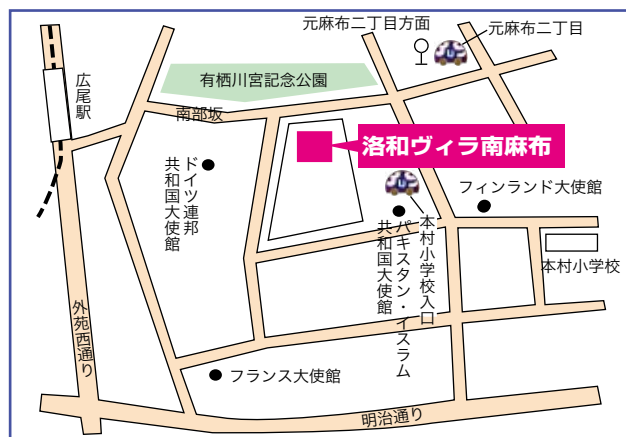 元麻布二丁目方面
元麻布二丁目
広尾駅
有栖川宮記念公園
南部坂
洛和ヴィラ南麻布
ドイツ連邦
共和国大使館
フィンランド大使館
本村小学校入口
パキスタン・イスラム
共和国大使館
本村小学校
外苑西通り
フランス大使館
明治通り